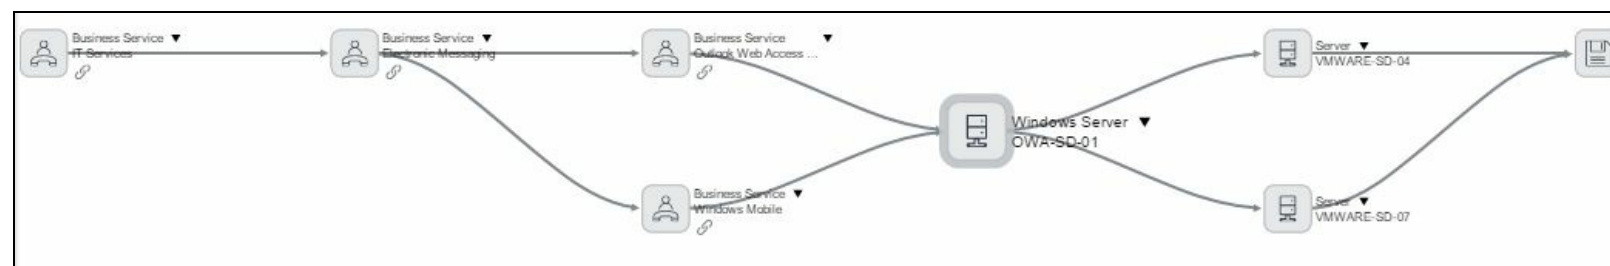 Business Service ▼
IT Services
Business Service ▼
Electronic Messaging
Business Service ▼
Outlook Web Access ...
Windows Server ▼
OWA-SD-01
Server ▼
VMWARE-SD-04
Business Service ▼
Windows Mobile
Server ▼
VMWARE-SD-07